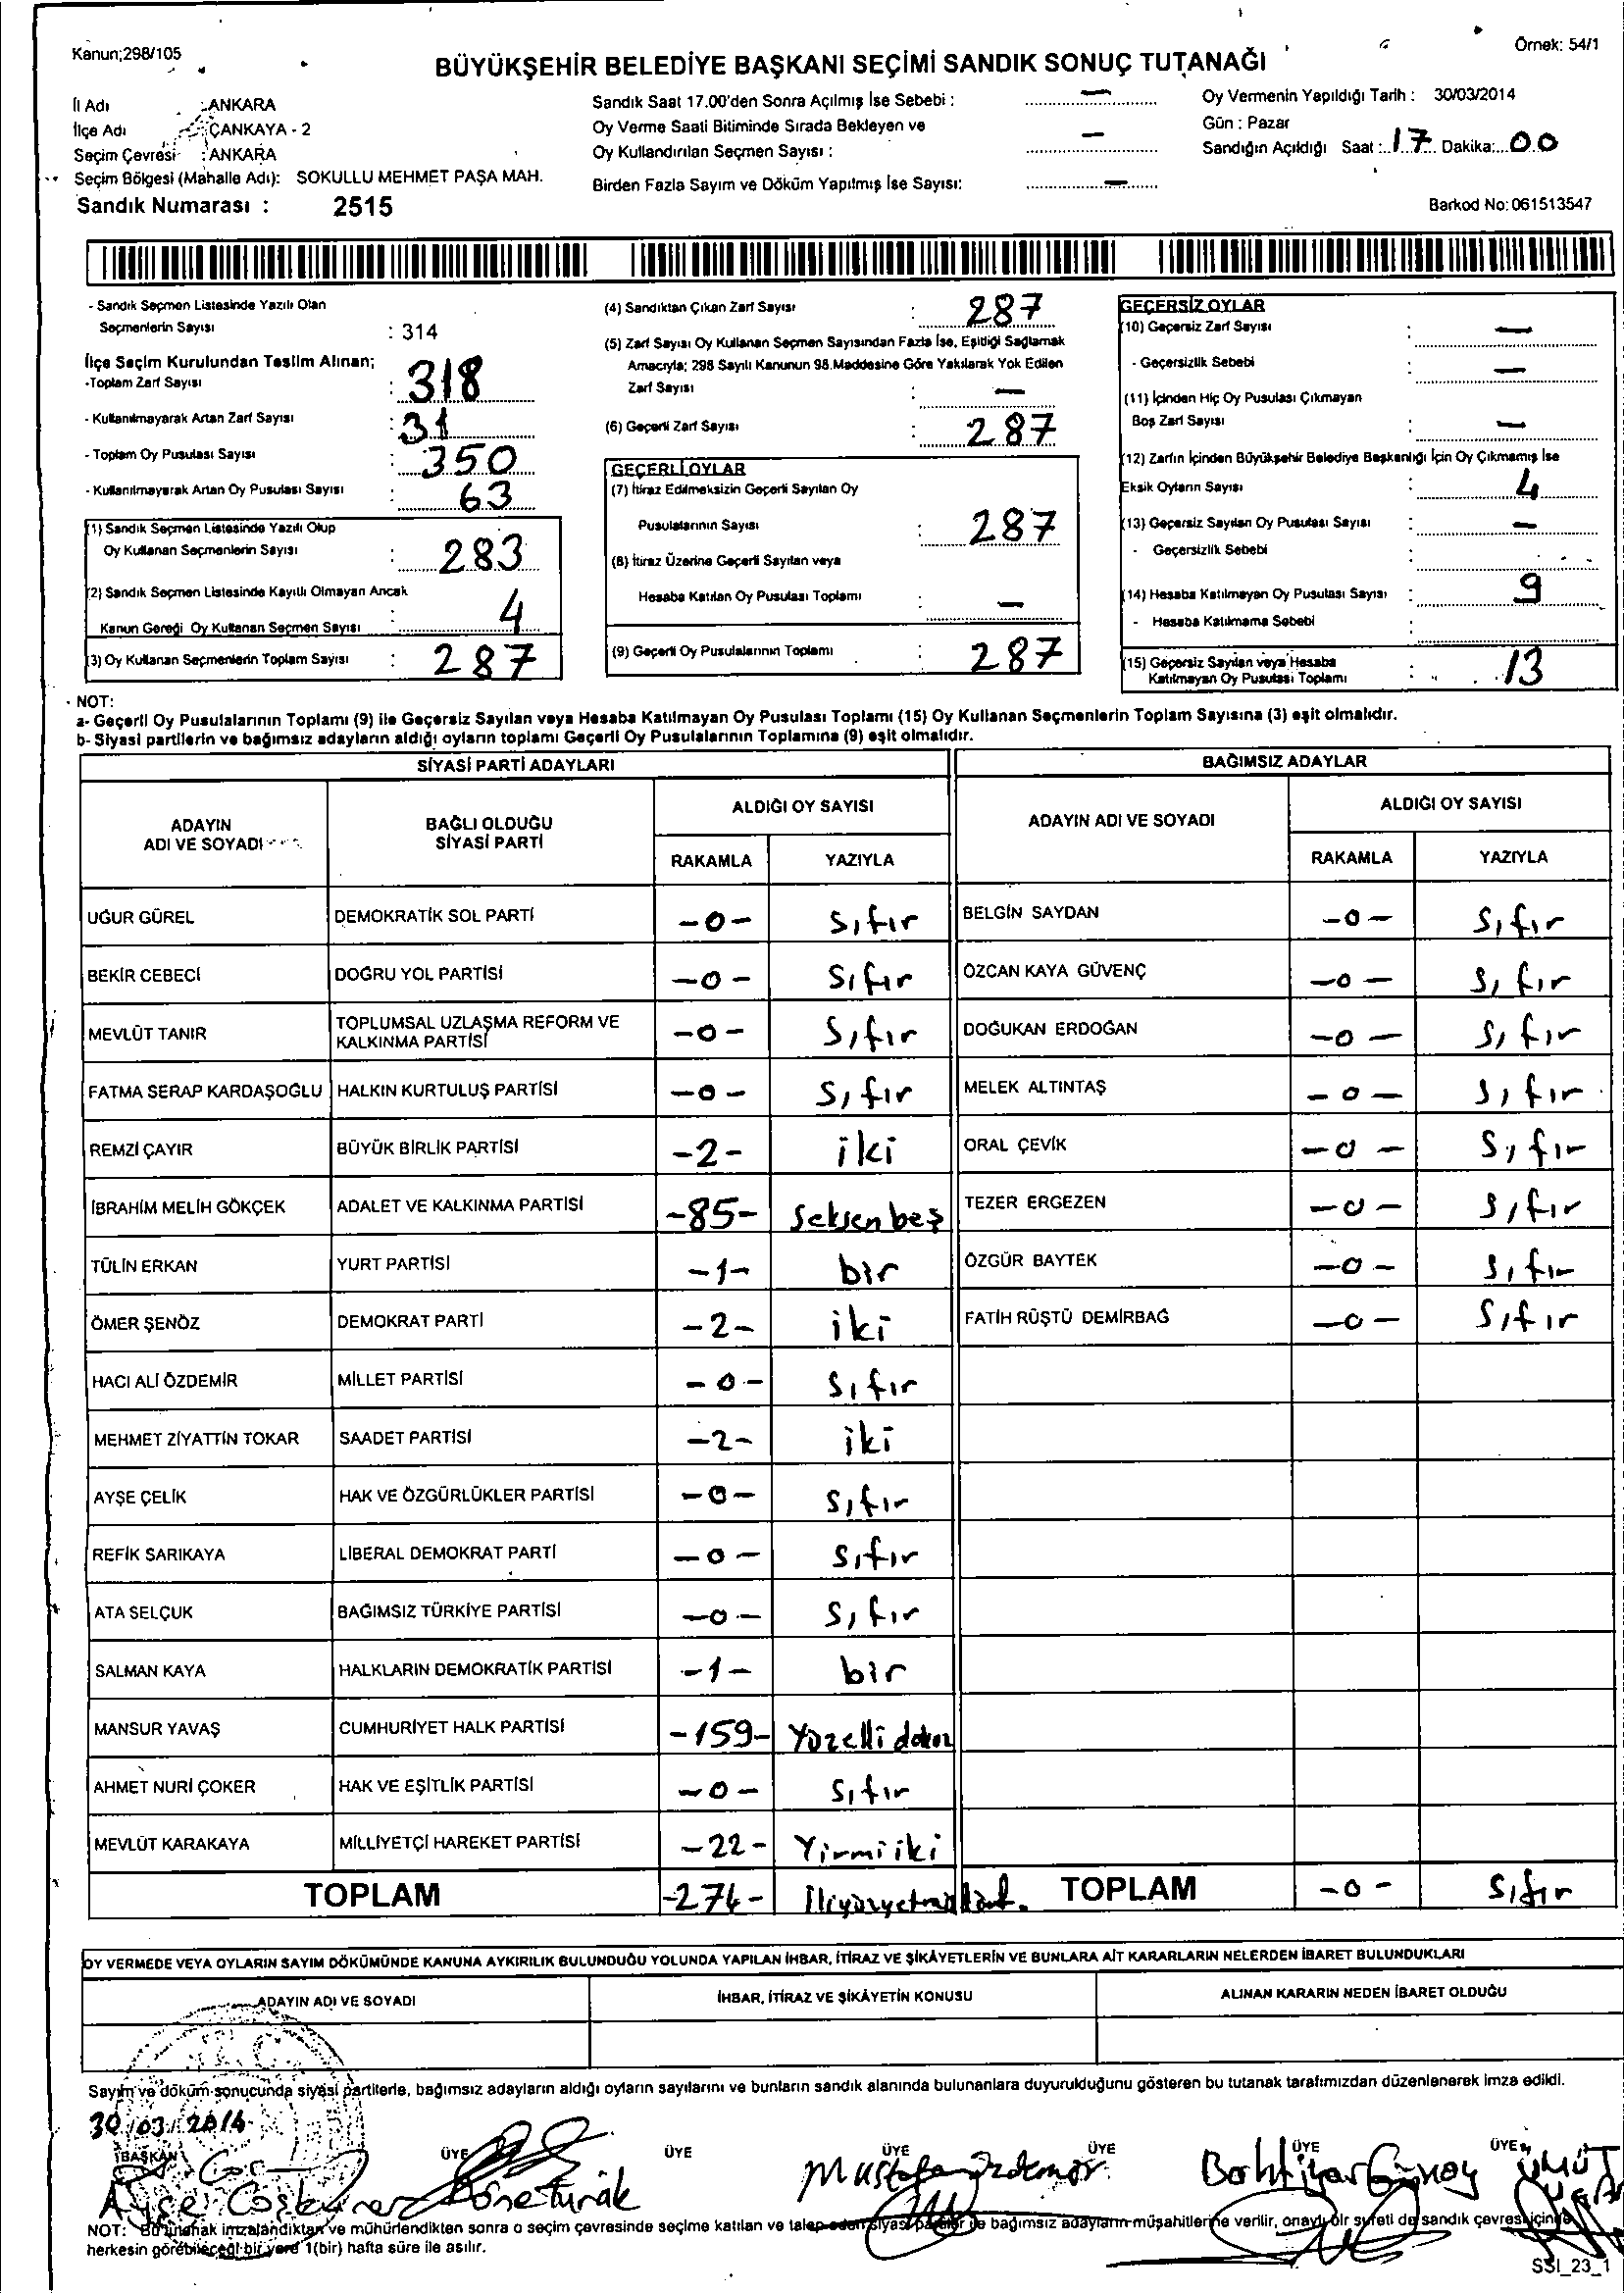 Kanun;298/105
Örnek: 54/1
BÜYÜKŞEHİR BELEDİYE BAŞKANI SEÇİMİ SANDIK SONUÇ TUTANAĞI
İl Adı : ANKARA
İlçe Adı : ÇANKAYA - 2
Seçim Çevresi : ANKARA
Seçim Bölgesi (Mahalle Adı): SOKULLU MEHMET PAŞA MAH.
Sandık Numarası : 2515
Sandık Saat 17.00'den Sonra Açılmış İse Sebebi : —
Oy Verme Saati Bitiminde Sırada Bekleyen ve
Oy Kullandırılan Seçmen Sayısı : —
Birden Fazla Sayım ve Döküm Yapılmış İse Sayısı: —
Oy Vermenin Yapıldığı Tarih : 30/03/2014
Gün : Pazar
Sandığın Açıldığı Saat : 17 Dakika: 00
Barkod No: 061513547
- Sandık Seçmen Listesinde Yazılı Olan
Seçmenlerin Sayısı : 314
İlçe Seçim Kurulundan Teslim Alınan;
-Toplam Zarf Sayısı : 318
- Kullanılmayarak Artan Zarf Sayısı : 31
- Toplam Oy Pusulası Sayısı : 350
- Kullanılmayarak Artan Oy Pusulası Sayısı : 63
(1) Sandık Seçmen Listesinde Yazılı Olup
Oy Kullanan Seçmenlerin Sayısı : 283
(2) Sandık Seçmen Listesinde Kayıtlı Olmayan Ancak
Kanun Gereği Oy Kullanan Seçmen Sayısı : 4
(3) Oy Kullanan Seçmenlerin Toplam Sayısı : 287
(4) Sandıktan Çıkan Zarf Sayısı : 287
(5) Zarf Sayısı Oy Kullanan Seçmen Sayısından Fazla İse, Eşitliği Sağlamak
Amacıyla; 298 Sayılı Kanunun 98.Maddesine Göre Yakılarak Yok Edilen
Zarf Sayısı : —
(6) Geçerli Zarf Sayısı : 287
GEÇERLİ OYLAR
(7) İtiraz Edilmeksizin Geçerli Sayılan Oy
Pusulalarının Sayısı : 287
(8) İtiraz Üzerine Geçerli Sayılan veya
Hesaba Katılan Oy Pusulası Toplamı : —
(9) Geçerli Oy Pusulalarının Toplamı : 287
GEÇERSİZ OYLAR
(10) Geçersiz Zarf Sayısı : —
- Geçersizlik Sebebi : —
(11) İçinden Hiç Oy Pusulası Çıkmayan
Boş Zarf Sayısı : —
(12) Zarfın İçinden Büyükşehir Belediye Başkanlığı İçin Oy Çıkmamış İse
Eksik Oyların Sayısı : 4
(13) Geçersiz Sayılan Oy Pusulası Sayısı : —
- Geçersizlik Sebebi :
(14) Hesaba Katılmayan Oy Pusulası Sayısı : 9
- Hesaba Katılmama Sebebi :
(15) Geçersiz Sayılan veya Hesaba
Katılmayan Oy Pusulası Toplamı : 13
NOT:
a- Geçerli Oy Pusulalarının Toplamı (9) ile Geçersiz Sayılan veya Hesaba Katılmayan Oy Pusulası Toplamı (15) Oy Kullanan Seçmenlerin Toplam Sayısına (3) eşit olmalıdır.
b- Siyasi partilerin ve bağımsız adayların aldığı oyların toplamı Geçerli Oy Pusulalarının Toplamına (9) eşit olmalıdır.
SİYASİ PARTİ ADAYLARI BAĞIMSIZ ADAYLAR
ADAYIN
ADI VE SOYADI
BAĞLI OLDUĞU
SİYASİ PARTİ
ALDIĞI OY SAYISI
RAKAMLA YAZIYLA
ADAYIN ADI VE SOYADI
ALDIĞI OY SAYISI
RAKAMLA YAZIYLA
UĞUR GÜREL DEMOKRATİK SOL PARTİ -0- Sıfır BELGİN SAYDAN -0- Sıfır
BEKİR CEBECİ DOĞRU YOL PARTİSİ -0- Sıfır ÖZCAN KAYA GÜVENÇ -0- Sıfır
MEVLÜT TANIR TOPLUMSAL UZLAŞMA REFORM VE
KALKINMA PARTİSİ -0- Sıfır DOĞUKAN ERDOĞAN -0- Sıfır
FATMA SERAP KARDAŞOĞLU HALKIN KURTULUŞ PARTİSİ -0- Sıfır MELEK ALTINTAŞ -0- Sıfır
REMZİ ÇAYIR BÜYÜK BİRLİK PARTİSİ -2- iki ORAL ÇEVİK -0- Sıfır
İBRAHİM MELİH GÖKÇEK ADALET VE KALKINMA PARTİSİ -85- Seksen beş TEZER ERGEZEN -0- Sıfır
TÜLİN ERKAN YURT PARTİSİ -1- bir ÖZGÜR BAYTEK -0- Sıfır
ÖMER ŞENÖZ DEMOKRAT PARTİ -2- iki FATİH RÜŞTÜ DEMİRBAĞ -0- Sıfır
HACI ALİ ÖZDEMİR MİLLET PARTİSİ -0- Sıfır
MEHMET ZİYATTİN TOKAR SAADET PARTİSİ -2- iki
AYŞE ÇELİK HAK VE ÖZGÜRLÜKLER PARTİSİ -0- Sıfır
REFİK SARIKAYA LİBERAL DEMOKRAT PARTİ -0- Sıfır
ATA SELÇUK BAĞIMSIZ TÜRKİYE PARTİSİ -0- Sıfır
SALMAN KAYA HALKLARIN DEMOKRATİK PARTİSİ -1- bir
MANSUR YAVAŞ CUMHURİYET HALK PARTİSİ -159- Yüzelli dokuz
AHMET NURİ ÇOKER HAK VE EŞİTLİK PARTİSİ -0- Sıfır
MEVLÜT KARAKAYA MİLLİYETÇİ HAREKET PARTİSİ -22- Yirmi iki
TOPLAM -274- TOPLAM -0- Sıfır
OY VERMEDE VEYA OYLARIN SAYIM DÖKÜMÜNDE KANUNA AYKIRILIK BULUNDUĞU YOLUNDA YAPILAN İHBAR, İTİRAZ VE ŞİKÂYETLERİN VE BUNLARA AİT KARARLARIN NELERDEN İBARET BULUNDUKLARI
ADAYIN ADI VE SOYADI İHBAR, İTİRAZ VE ŞİKÂYETİN KONUSU ALINAN KARARIN NEDEN İBARET OLDUĞU
Sayım ve döküm sonucunda siyasi partilerle, bağımsız adayların aldığı oyların sayılarını ve bunların sandık alanında bulunanlara duyurulduğunu gösteren bu tutanak tarafımızdan düzenlenerek imza edildi.
30/03/2014
BAŞKAN ÜYE ÜYE ÜYE ÜYE ÜYE ÜYE
Ayşe Mustafa Özdemir Bahtiyar Günay ÜMÜT
NOT: Bu tutanak imzalandıktan ve mühürlendikten sonra o seçim çevresinde seçime katılan ve talep eden siyasi partiler ile bağımsız adayların müşahitlerine verilir, onaylı bir sureti de sandık çevresi içinde
herkesin görebileceği bir yere 1(bir) hafta süre ile asılır.
SSI_23_1